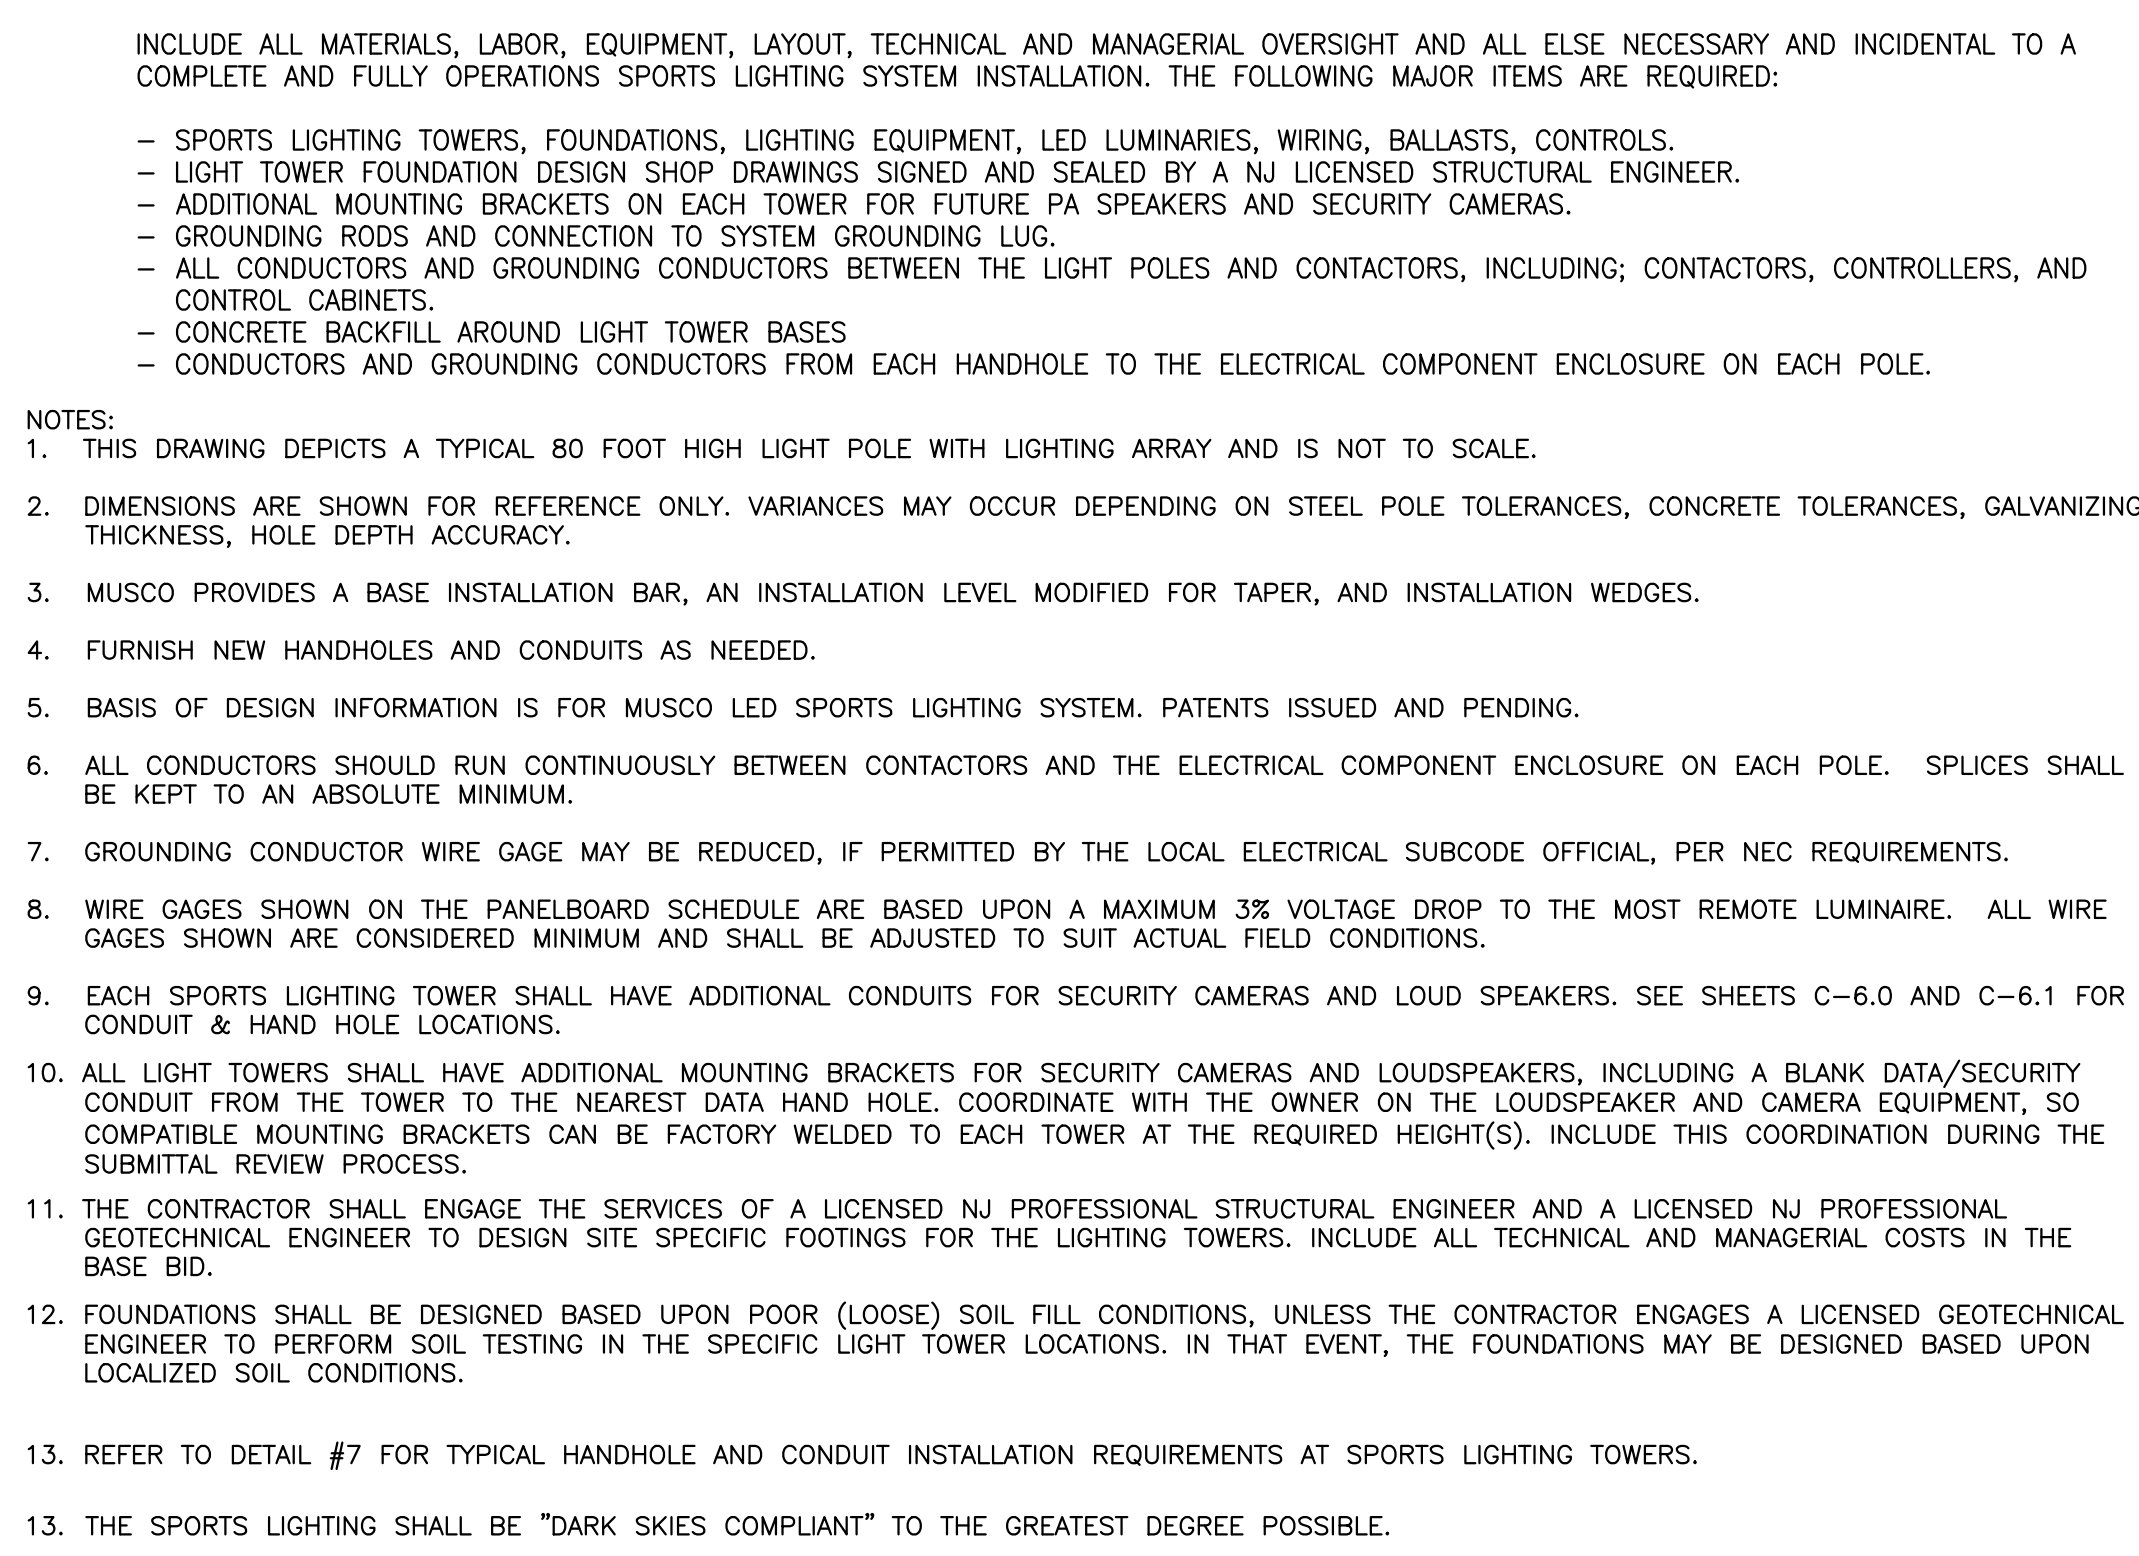 INCLUDE ALL MATERIALS, LABOR, EQUIPMENT, LAYOUT, TECHNICAL AND MANAGERIAL OVERSIGHT AND ALL ELSE NECESSARY AND INCIDENTAL TO A
COMPLETE AND FULLY OPERATIONS SPORTS LIGHTING SYSTEM INSTALLATION. THE FOLLOWING MAJOR ITEMS ARE REQUIRED:
– SPORTS LIGHTING TOWERS, FOUNDATIONS, LIGHTING EQUIPMENT, LED LUMINARIES, WIRING, BALLASTS, CONTROLS.
– LIGHT TOWER FOUNDATION DESIGN SHOP DRAWINGS SIGNED AND SEALED BY A NJ LICENSED STRUCTURAL ENGINEER.
– ADDITIONAL MOUNTING BRACKETS ON EACH TOWER FOR FUTURE PA SPEAKERS AND SECURITY CAMERAS.
– GROUNDING RODS AND CONNECTION TO SYSTEM GROUNDING LUG.
– ALL CONDUCTORS AND GROUNDING CONDUCTORS BETWEEN THE LIGHT POLES AND CONTACTORS, INCLUDING; CONTACTORS, CONTROLLERS, AND
CONTROL CABINETS.
– CONCRETE BACKFILL AROUND LIGHT TOWER BASES
– CONDUCTORS AND GROUNDING CONDUCTORS FROM EACH HANDHOLE TO THE ELECTRICAL COMPONENT ENCLOSURE ON EACH POLE.
NOTES:
1. THIS DRAWING DEPICTS A TYPICAL 80 FOOT HIGH LIGHT POLE WITH LIGHTING ARRAY AND IS NOT TO SCALE.
2. DIMENSIONS ARE SHOWN FOR REFERENCE ONLY. VARIANCES MAY OCCUR DEPENDING ON STEEL POLE TOLERANCES, CONCRETE TOLERANCES, GALVANIZING
THICKNESS, HOLE DEPTH ACCURACY.
3. MUSCO PROVIDES A BASE INSTALLATION BAR, AN INSTALLATION LEVEL MODIFIED FOR TAPER, AND INSTALLATION WEDGES.
4. FURNISH NEW HANDHOLES AND CONDUITS AS NEEDED.
5. BASIS OF DESIGN INFORMATION IS FOR MUSCO LED SPORTS LIGHTING SYSTEM. PATENTS ISSUED AND PENDING.
6. ALL CONDUCTORS SHOULD RUN CONTINUOUSLY BETWEEN CONTACTORS AND THE ELECTRICAL COMPONENT ENCLOSURE ON EACH POLE. SPLICES SHALL
BE KEPT TO AN ABSOLUTE MINIMUM.
7. GROUNDING CONDUCTOR WIRE GAGE MAY BE REDUCED, IF PERMITTED BY THE LOCAL ELECTRICAL SUBCODE OFFICIAL, PER NEC REQUIREMENTS.
8. WIRE GAGES SHOWN ON THE PANELBOARD SCHEDULE ARE BASED UPON A MAXIMUM 3% VOLTAGE DROP TO THE MOST REMOTE LUMINAIRE. ALL WIRE
GAGES SHOWN ARE CONSIDERED MINIMUM AND SHALL BE ADJUSTED TO SUIT ACTUAL FIELD CONDITIONS.
9. EACH SPORTS LIGHTING TOWER SHALL HAVE ADDITIONAL CONDUITS FOR SECURITY CAMERAS AND LOUD SPEAKERS. SEE SHEETS C–6.0 AND C–6.1 FOR
CONDUIT & HAND HOLE LOCATIONS.
10. ALL LIGHT TOWERS SHALL HAVE ADDITIONAL MOUNTING BRACKETS FOR SECURITY CAMERAS AND LOUDSPEAKERS, INCLUDING A BLANK DATA/SECURITY
CONDUIT FROM THE TOWER TO THE NEAREST DATA HAND HOLE. COORDINATE WITH THE OWNER ON THE LOUDSPEAKER AND CAMERA EQUIPMENT, SO
COMPATIBLE MOUNTING BRACKETS CAN BE FACTORY WELDED TO EACH TOWER AT THE REQUIRED HEIGHT(S). INCLUDE THIS COORDINATION DURING THE
SUBMITTAL REVIEW PROCESS.
11. THE CONTRACTOR SHALL ENGAGE THE SERVICES OF A LICENSED NJ PROFESSIONAL STRUCTURAL ENGINEER AND A LICENSED NJ PROFESSIONAL
GEOTECHNICAL ENGINEER TO DESIGN SITE SPECIFIC FOOTINGS FOR THE LIGHTING TOWERS. INCLUDE ALL TECHNICAL AND MANAGERIAL COSTS IN THE
BASE BID.
12. FOUNDATIONS SHALL BE DESIGNED BASED UPON POOR (LOOSE) SOIL FILL CONDITIONS, UNLESS THE CONTRACTOR ENGAGES A LICENSED GEOTECHNICAL
ENGINEER TO PERFORM SOIL TESTING IN THE SPECIFIC LIGHT TOWER LOCATIONS. IN THAT EVENT, THE FOUNDATIONS MAY BE DESIGNED BASED UPON
LOCALIZED SOIL CONDITIONS.
13. REFER TO DETAIL #7 FOR TYPICAL HANDHOLE AND CONDUIT INSTALLATION REQUIREMENTS AT SPORTS LIGHTING TOWERS.
13. THE SPORTS LIGHTING SHALL BE "DARK SKIES COMPLIANT" TO THE GREATEST DEGREE POSSIBLE.